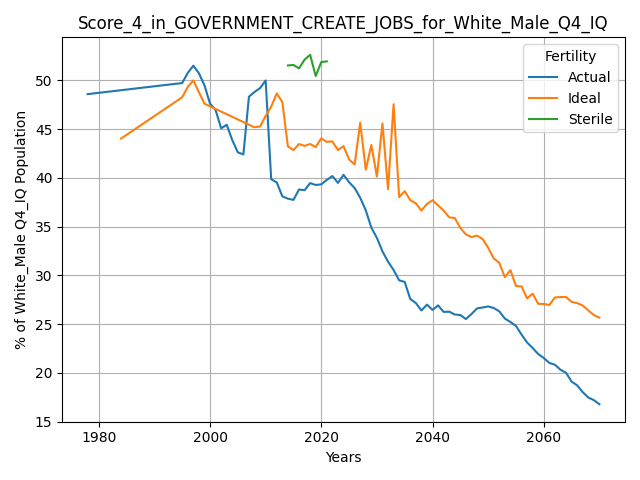 Score_4_in_GOVERNMENT_CREATE_JOBS_for_White_Male_Q4_IQ
Fertility
Actual
Ideal
Sterile
% of White_Male Q4_IQ Population
50
45
40
35
30
25
20
15
1980 2000 2020 2040 2060
Years